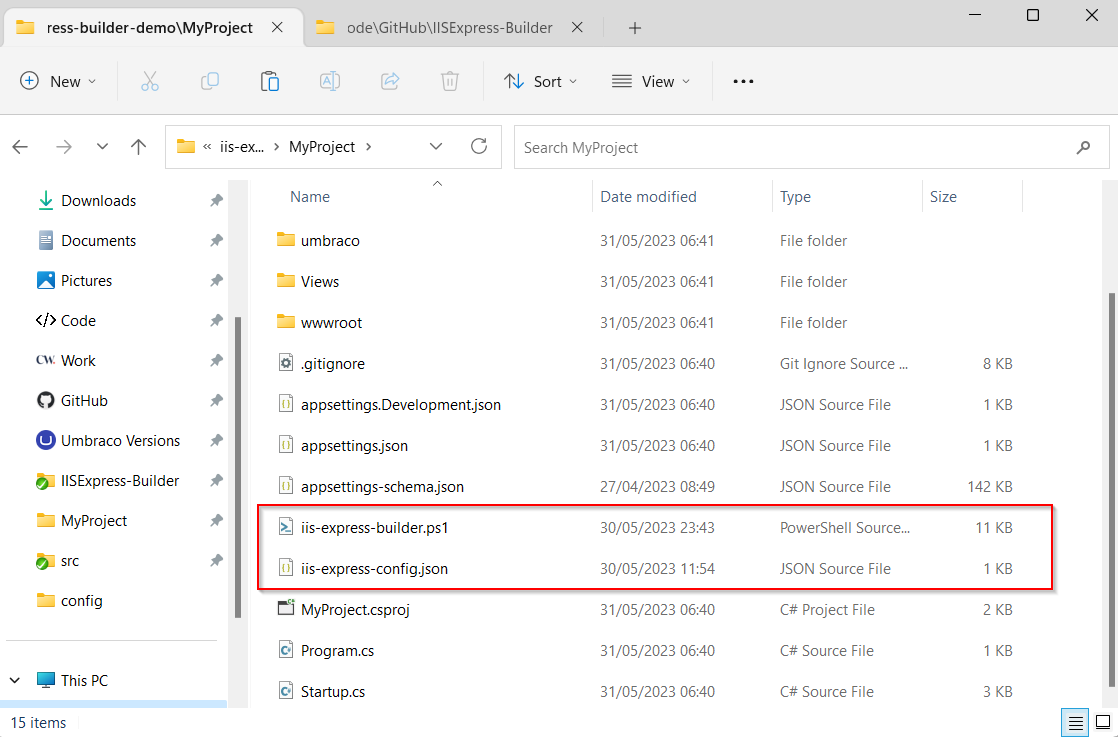 ress-builder-demo\MyProject
ode\GitHub\IISExpress-Builder
New
Sort
View
« iis-ex... > MyProject >
Search MyProject
Downloads
Documents
Pictures
Code
CW. Work
GitHub
Umbraco Versions
IISExpress-Builder
MyProject
src
config
This PC
Name Date modified Type Size
umbraco 31/05/2023 06:41 File folder
Views 31/05/2023 06:41 File folder
wwwroot 31/05/2023 06:41 File folder
.gitignore 31/05/2023 06:40 Git Ignore Source ... 8 KB
appsettings.Development.json 31/05/2023 06:40 JSON Source File 1 KB
appsettings.json 31/05/2023 06:40 JSON Source File 1 KB
appsettings-schema.json 27/04/2023 08:49 JSON Source File 142 KB
iis-express-builder.ps1 30/05/2023 23:43 PowerShell Source... 11 KB
iis-express-config.json 30/05/2023 11:54 JSON Source File 1 KB
MyProject.csproj 31/05/2023 06:40 C# Project File 2 KB
Program.cs 31/05/2023 06:40 C# Source File 1 KB
Startup.cs 31/05/2023 06:40 C# Source File 3 KB
15 items